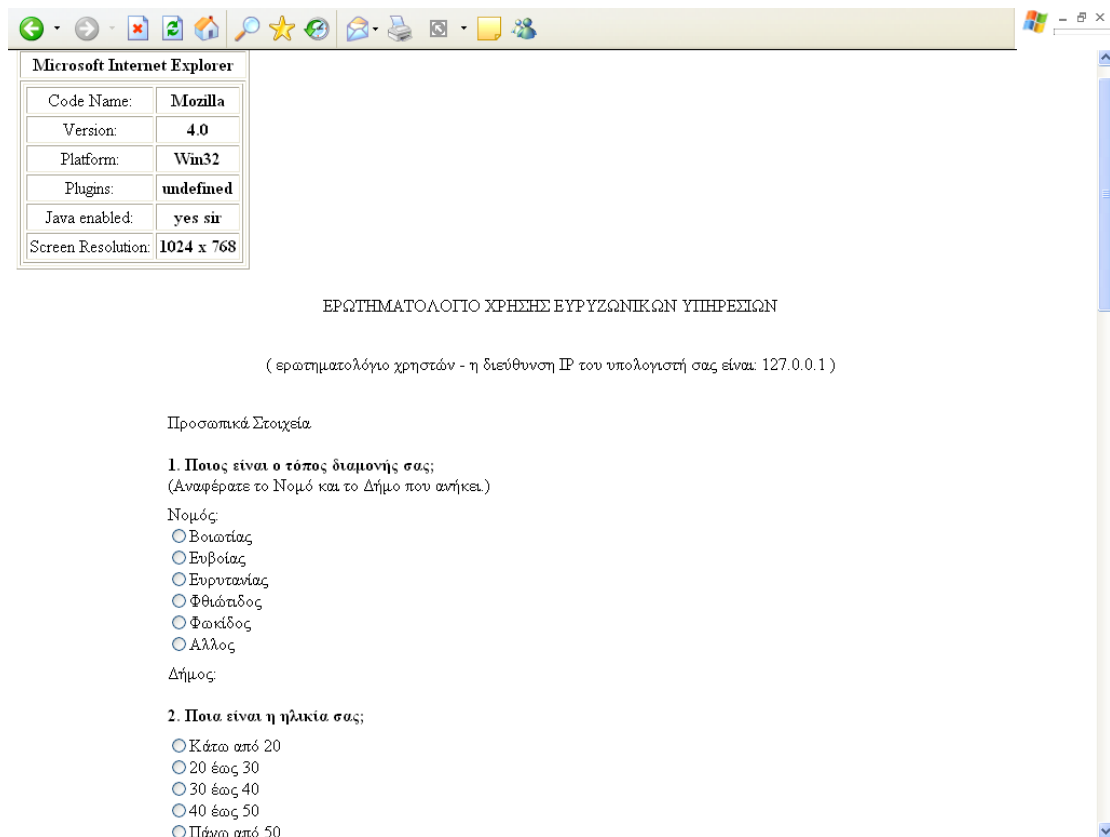 Microsoft Internet Explorer
Code Name: Mozilla
Version: 4.0
Platform: Win32
Plugins: undefined
Java enabled: yes sir
Screen Resolution: 1024 x 768
ΕΡΩΤΗΜΑΤΟΛΟΓΙΟ ΧΡΗΣΗΣ ΕΥΡΥΖΩΝΙΚΩΝ ΥΠΗΡΕΣΙΩΝ
( ερωτηματολόγιο χρηστών - η διεύθυνση IP του υπολογιστή σας είναι: 127.0.0.1 )
Προσωπικά Στοιχεία
1. Ποιος είναι ο τόπος διαμονής σας;
(Αναφέρατε το Νομό και το Δήμο που ανήκει.)
Νομός:
Βοιωτίας
Ευβοίας
Ευρυτανίας
Φθιώτιδος
Φωκίδος
Αλλος
Δήμος:
2. Ποια είναι η ηλικία σας;
Κάτω από 20
20 έως 30
30 έως 40
40 έως 50
Πάνω από 50